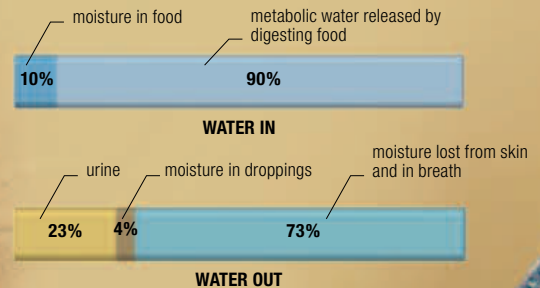 moisture in food
metabolic water released by
digesting food
10%
90%
WATER IN
urine
moisture in droppings
moisture lost from skin
and in breath
23%
4%
73%
WATER OUT